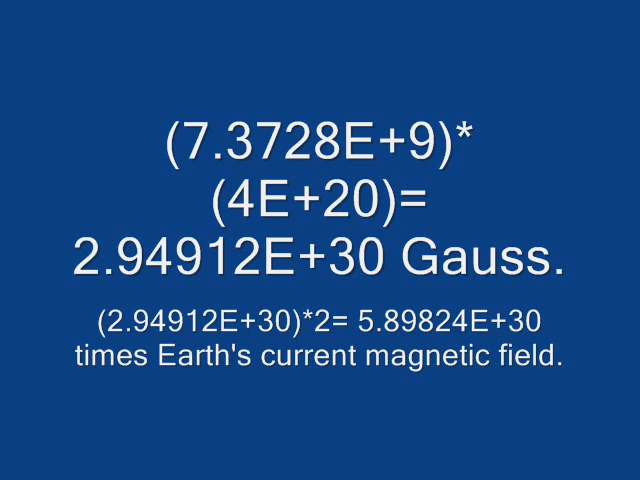 (7.3728E+9)*
(4E+20)=
2.94912E+30 Gauss.
(2.94912E+30)*2= 5.89824E+30
times Earth's current magnetic field.